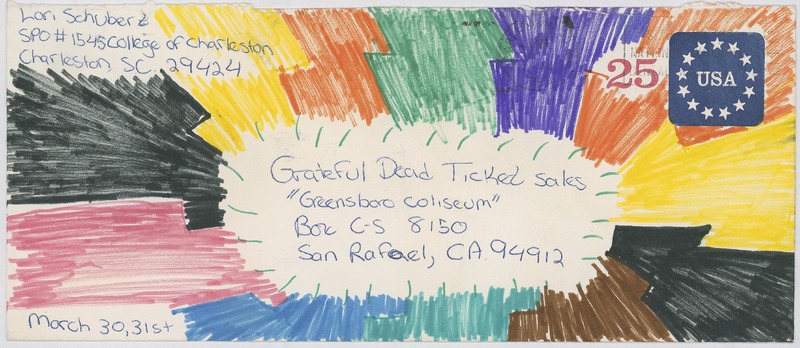 Lori Schubert
SPO # 1545 College of Charleston
Charleston, SC. 29424
25
USA
Grateful Dead Ticket Sales
"Greensboro Coliseum"
Box C-S 8150
San Rafael, CA. 94912
March 30, 31st